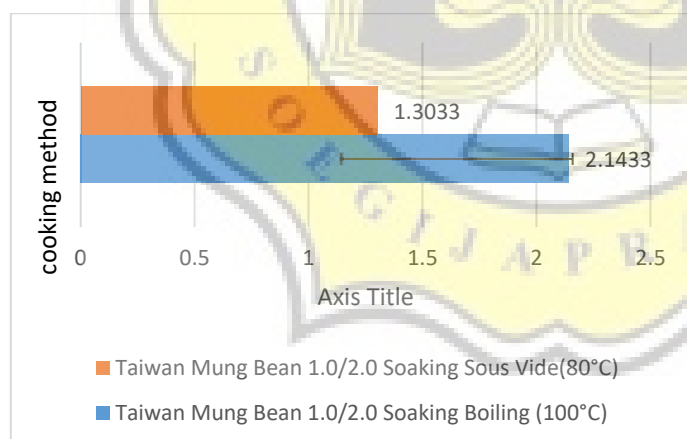 cooking method
1.3033
2.1433
0 0.5 1 1.5 2 2.5
Axis Title
Taiwan Mung Bean 1.0/2.0 Soaking Sous Vide(80°C)
Taiwan Mung Bean 1.0/2.0 Soaking Boiling (100°C)
S O E G I J A P R